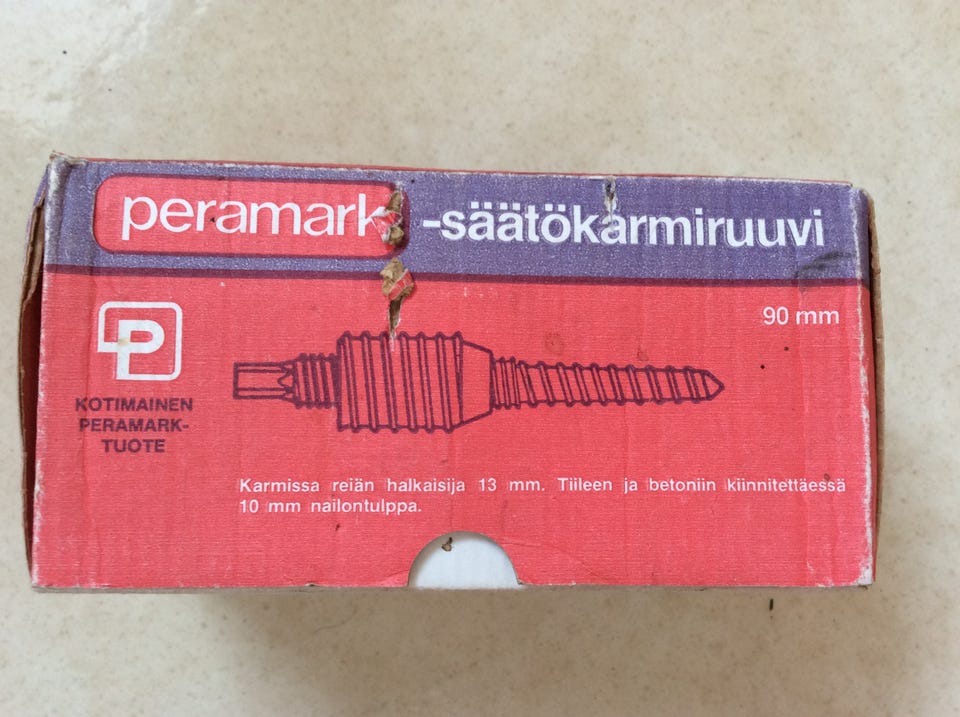 peramark -säätökarmiruuvi
90 mm
P
KOTIMAINEN
PERAMARK-
TUOTE
Karmissa reiän halkaisija 13 mm. Tiileen ja betoniin kiinnitettäessä
10 mm nailontulppa.